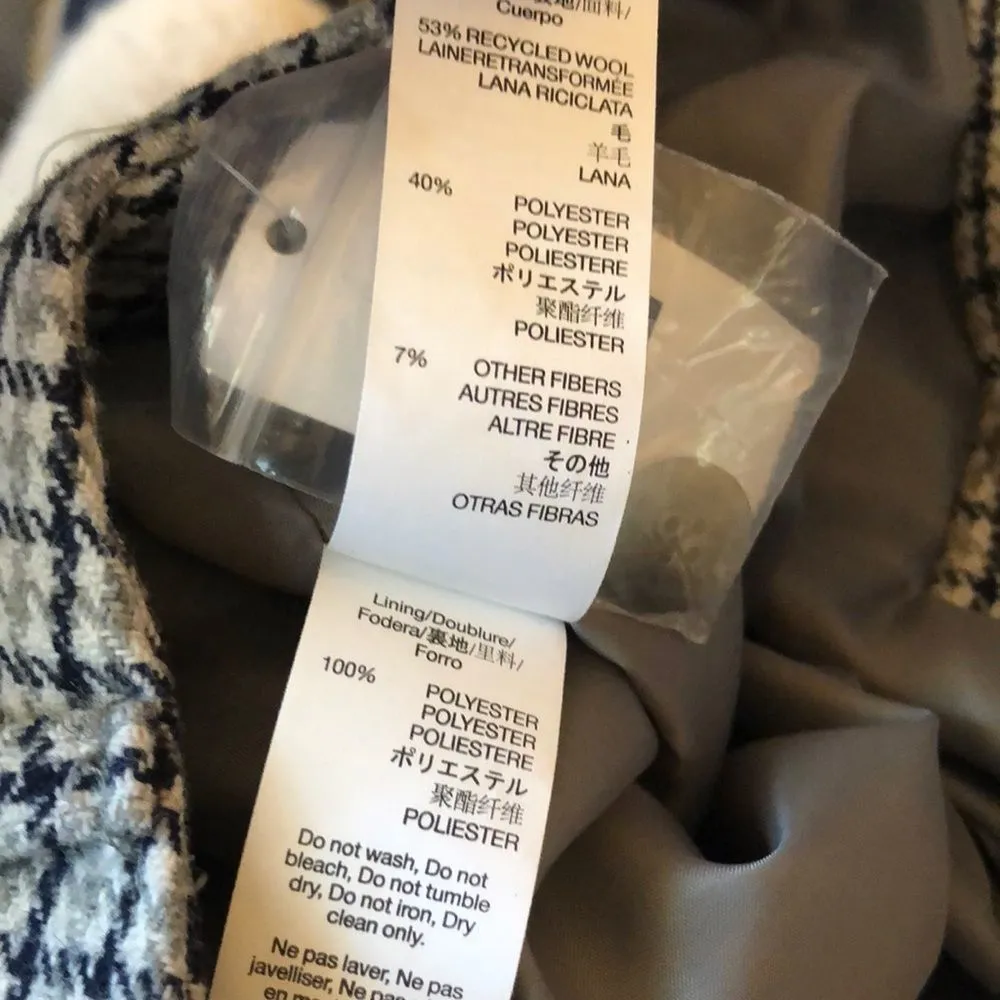 地/面料/
Cuerpo
53% RECYCLED WOOL
LAINERETRANSFORMÉE
LANA RICICLATA
毛
羊毛
LANA
40% POLYESTER
POLYESTER
POLIESTERE
ポリエステル
聚酯纤维
POLIESTER
7% OTHER FIBERS
AUTRES FIBRES
ALTRE FIBRE
その他
其他纤维
OTRAS FIBRAS
Lining/Doublure/
Fodera/裏地/里料/
Forro
100% POLYESTER
POLYESTER
POLIESTERE
ポリエステル
聚酯纤维
POLIESTER
Do not wash, Do not
bleach, Do not tumble
dry, Do not iron, Dry
clean only.
Ne pas laver, Ne pas
javelliser, Ne pas
en